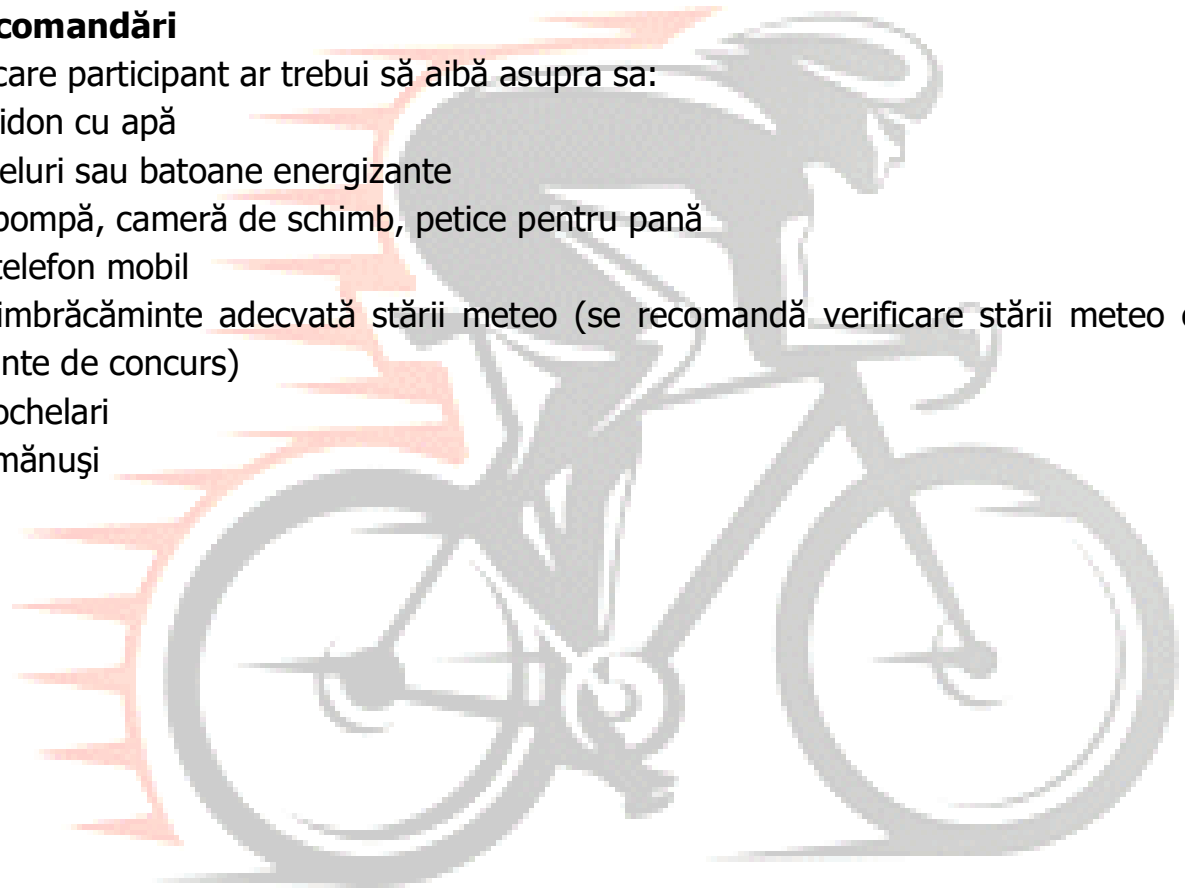 comandări
care participant ar trebui să aibă asupra sa:
idon cu apă
eluri sau batoane energizante
pompă, cameră de schimb, petice pentru pană
telefon mobil
imbrăcăminte adecvată stării meteo (se recomandă verificare stării meteo
nte de concurs)
ochelari
mănuşi